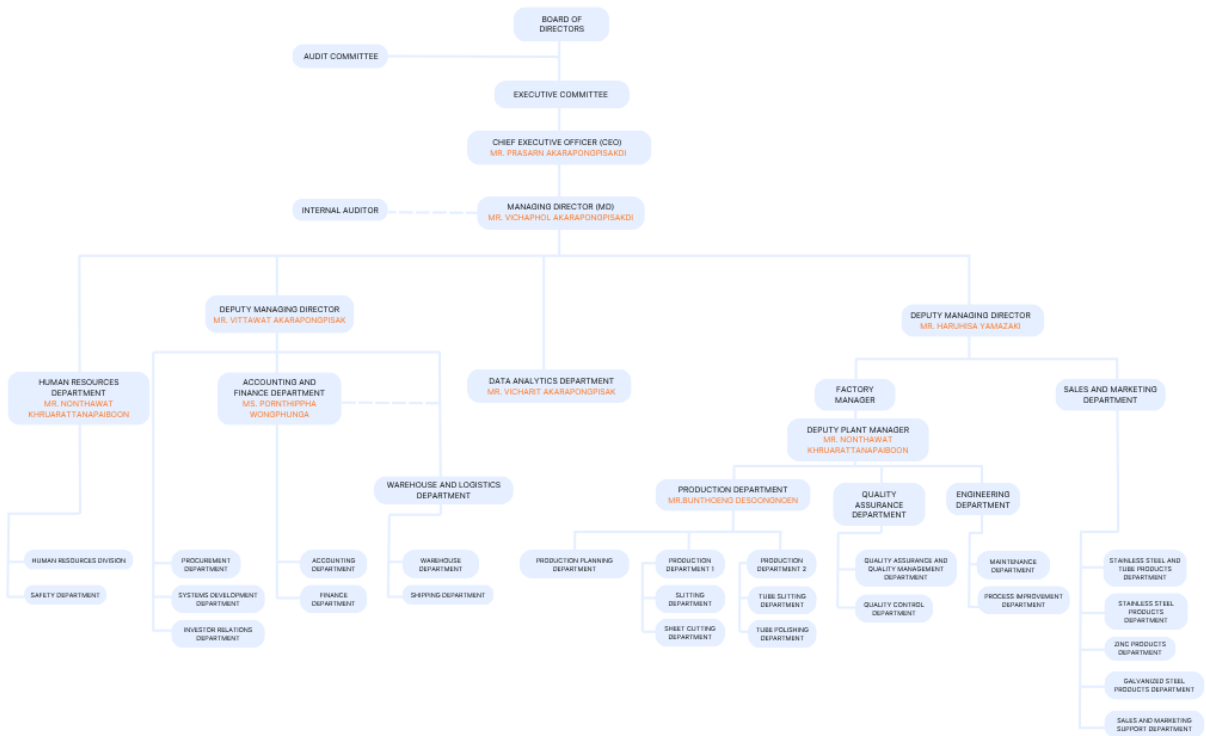 BOARD OF
DIRECTORS
AUDIT COMMITTEE
EXECUTIVE COMMITTEE
CHIEF EXECUTIVE OFFICER (CEO)
MR. PRASARN AKARAPONGPISAKDI
INTERNAL AUDITOR
MANAGING DIRECTOR (MD)
MR. VICHAPHOL AKARAPONGPISAKDI
DEPUTY MANAGING DIRECTOR
MR. VITTAWAT AKARAPONGPISAK
DEPUTY MANAGING DIRECTOR
MR. HARUHISA YAMAZAKI
HUMAN RESOURCES
DEPARTMENT
MR. NONTHAWAT
KHRUARATTANAPAIBOON
ACCOUNTING AND
FINANCE DEPARTMENT
MS. PORNTHIPPHA
WONGPHUNGA
DATA ANALYTICS DEPARTMENT
MR. VICHARIT AKARAPONGPISAK
FACTORY
MANAGER
SALES AND MARKETING
DEPARTMENT
DEPUTY PLANT MANAGER
MR. NONTHAWAT
KHRUARATTANAPAIBOON
WAREHOUSE AND LOGISTICS
DEPARTMENT
PRODUCTION DEPARTMENT
MR.BUNTHOENG DESOONGNOEN
QUALITY
ASSURANCE
DEPARTMENT
ENGINEERING
DEPARTMENT
HUMAN RESOURCES DIVISION
SAFETY DEPARTMENT
PROCUREMENT
DEPARTMENT
SYSTEMS DEVELOPMENT
DEPARTMENT
INVESTOR RELATIONS
DEPARTMENT
ACCOUNTING
DEPARTMENT
FINANCE
DEPARTMENT
WAREHOUSE
DEPARTMENT
SHIPPING DEPARTMENT
PRODUCTION PLANNING
DEPARTMENT
PRODUCTION
DEPARTMENT 1
SLITTING
DEPARTMENT
SHEET CUTTING
DEPARTMENT
PRODUCTION
DEPARTMENT 2
TUBE SLITTING
DEPARTMENT
TUBE POLISHING
DEPARTMENT
QUALITY ASSURANCE AND
QUALITY MANAGEMENT
DEPARTMENT
QUALITY CONTROL
DEPARTMENT
MAINTENANCE
DEPARTMENT
PROCESS IMPROVEMENT
DEPARTMENT
STAINLESS STEEL AND
TUBE PRODUCTS
DEPARTMENT
STAINLESS STEEL
PRODUCTS
DEPARTMENT
ZINC PRODUCTS
DEPARTMENT
GALVANIZED STEEL
PRODUCTS DEPARTMENT
SALES AND MARKETING
SUPPORT DEPARTMENT